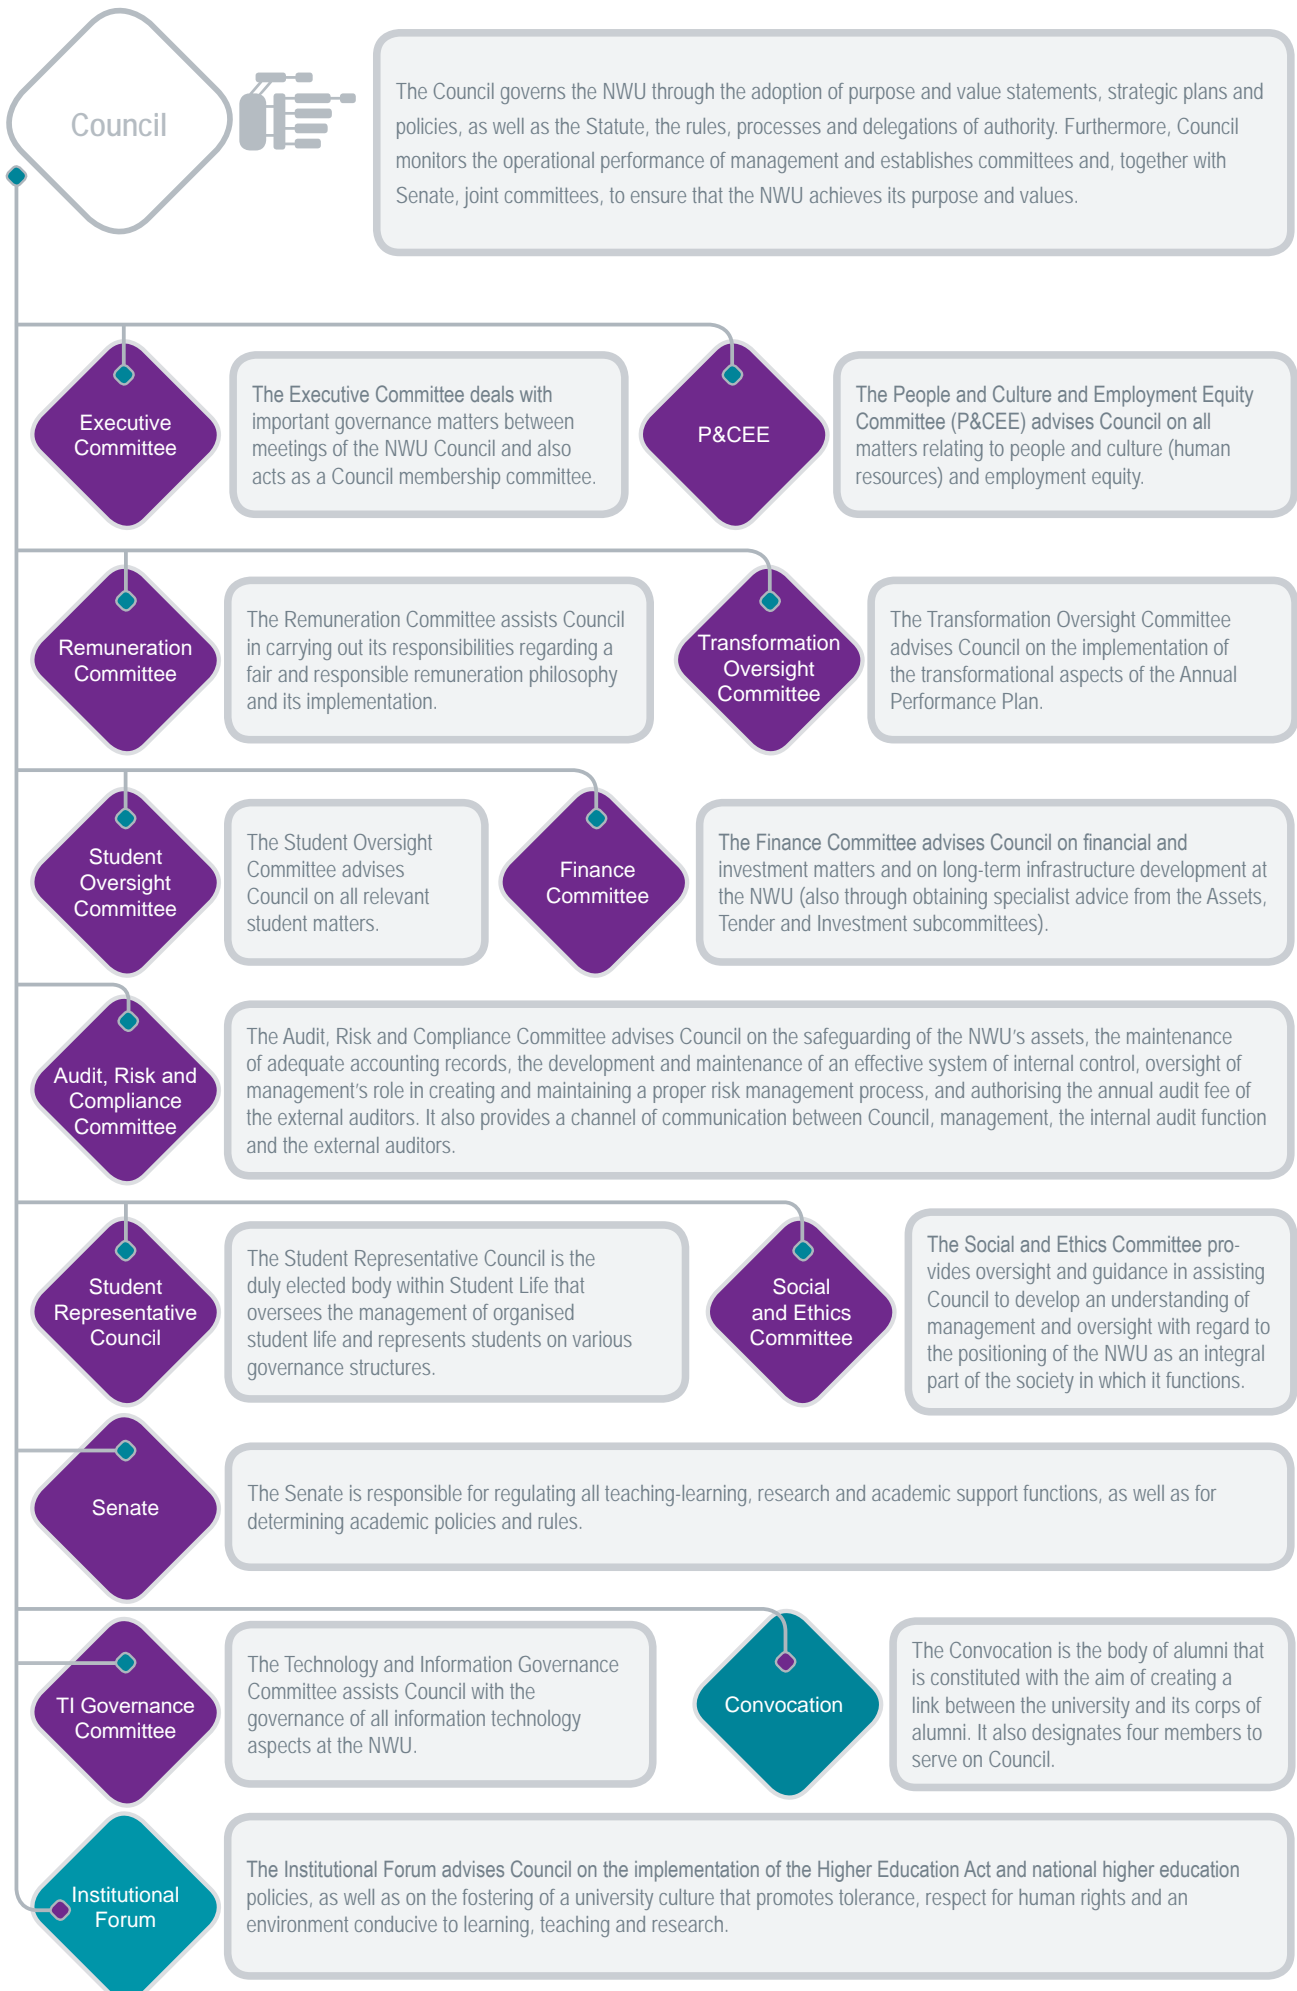 Council
The Council governs the NWU through the adoption of purpose and value statements, strategic plans and
policies, as well as the Statute, the rules, processes and delegations of authority. Furthermore, Council
monitors the operational performance of management and establishes committees and, together with
Senate, joint committees, to ensure that the NWU achieves its purpose and values.
Executive
Committee
The Executive Committee deals with
important governance matters between
meetings of the NWU Council and also
acts as a Council membership committee.
P&CEE
The People and Culture and Employment Equity
Committee (P&CEE) advises Council on all
matters relating to people and culture (human
resources) and employment equity.
Remuneration
Committee
The Remuneration Committee assists Council
in carrying out its responsibilities regarding a
fair and responsible remuneration philosophy
and its implementation.
Transformation
Oversight
Committee
The Transformation Oversight Committee
advises Council on the implementation of
the transformational aspects of the Annual
Performance Plan.
Student
Oversight
Committee
The Student Oversight
Committee advises
Council on all relevant
student matters.
Finance
Committee
The Finance Committee advises Council on financial and
investment matters and on long-term infrastructure development at
the NWU (also through obtaining specialist advice from the Assets,
Tender and Investment subcommittees).
Audit, Risk and
Compliance
Committee
The Audit, Risk and Compliance Committee advises Council on the safeguarding of the NWU's assets, the maintenance
of adequate accounting records, the development and maintenance of an effective system of internal control, oversight of
management's role in creating and maintaining a proper risk management process, and authorising the annual audit fee of
the external auditors. It also provides a channel of communication between Council, management, the internal audit function
and the external auditors.
Student
Representative
Council
The Student Representative Council is the
duly elected body within Student Life that
oversees the management of organised
student life and represents students on various
governance structures.
Social
and Ethics
Committee
The Social and Ethics Committee pro-
vides oversight and guidance in assisting
Council to develop an understanding of
management and oversight with regard to
the positioning of the NWU as an integral
part of the society in which it functions.
Senate
The Senate is responsible for regulating all teaching-learning, research and academic support functions, as well as for
determining academic policies and rules.
TI Governance
Committee
The Technology and Information Governance
Committee assists Council with the
governance of all information technology
aspects at the NWU.
Convocation
The Convocation is the body of alumni that
is constituted with the aim of creating a
link between the university and its corps of
alumni. It also designates four members to
serve on Council.
Institutional
Forum
The Institutional Forum advises Council on the implementation of the Higher Education Act and national higher education
policies, as well as on the fostering of a university culture that promotes tolerance, respect for human rights and an
environment conducive to learning, teaching and research.